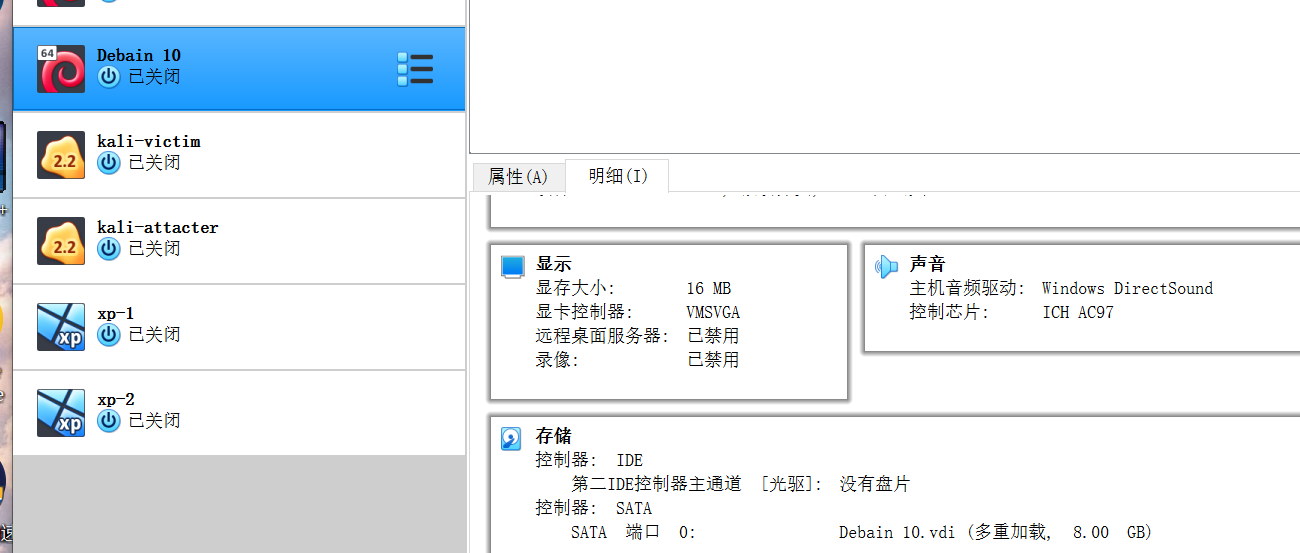 64
Debain 10
已关闭
2.2
kali-victim
已关闭
2.2
kali-attacter
已关闭
xp
xp-1
已关闭
xp
xp-2
已关闭
属性(A)
明细(I)
显示
显存大小: 16 MB
显卡控制器: VMSVGA
远程桌面服务器: 已禁用
录像: 已禁用
声音
主机音频驱动: Windows DirectSound
控制芯片: ICH AC97
存储
控制器: IDE
第二IDE控制器主通道 [光驱]: 没有盘片
控制器: SATA
SATA 端口 0: Debain 10.vdi (多重加载, 8.00 GB)
速